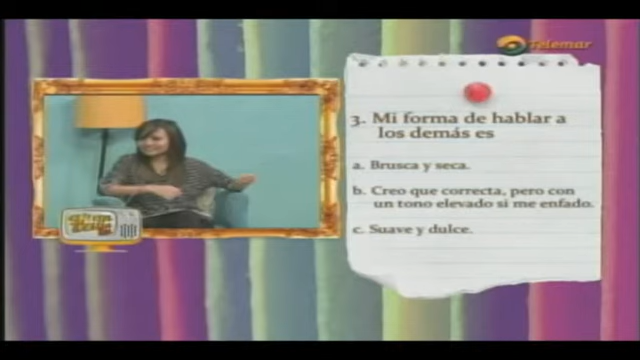 Telemar
3. Mi forma de hablar a
los demás es
a. Brusca y seca.
b. Creo que correcta, pero con
un tono elevado si me enfado.
c. Suave y dulce.